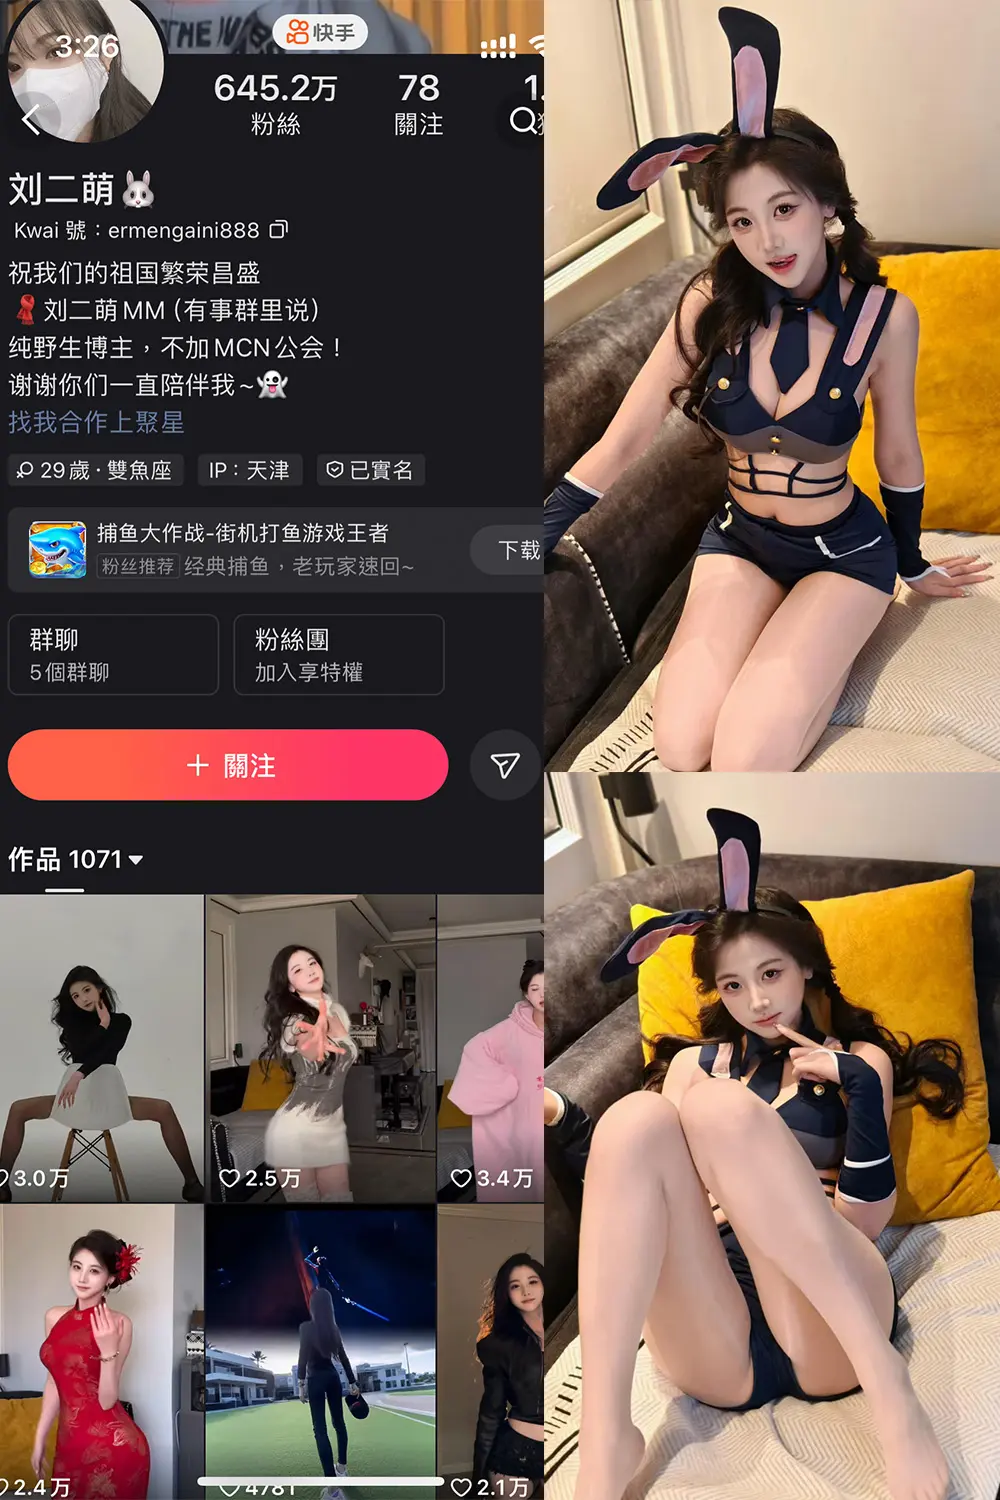 THE
3:26
快手
645.2万
78
1.
粉絲
關注
刘二萌🐰
Kwai 號：ermengaini888
祝我们的祖国繁荣昌盛
🧣刘二萌MM（有事群里说）
纯野生博主，不加MCN公会！
谢谢你们一直陪伴我~👻
找我合作上聚星
29歲·雙魚座
IP：天津
已實名
捕鱼大作战-街机打鱼游戏王者
粉丝推荐 经典捕鱼，老玩家速回~
下载
群聊
5個群聊
粉絲團
加入享特權
+ 關注
作品 1071
3.0万
2.5万
3.4万
2.4万
4781
2.1万